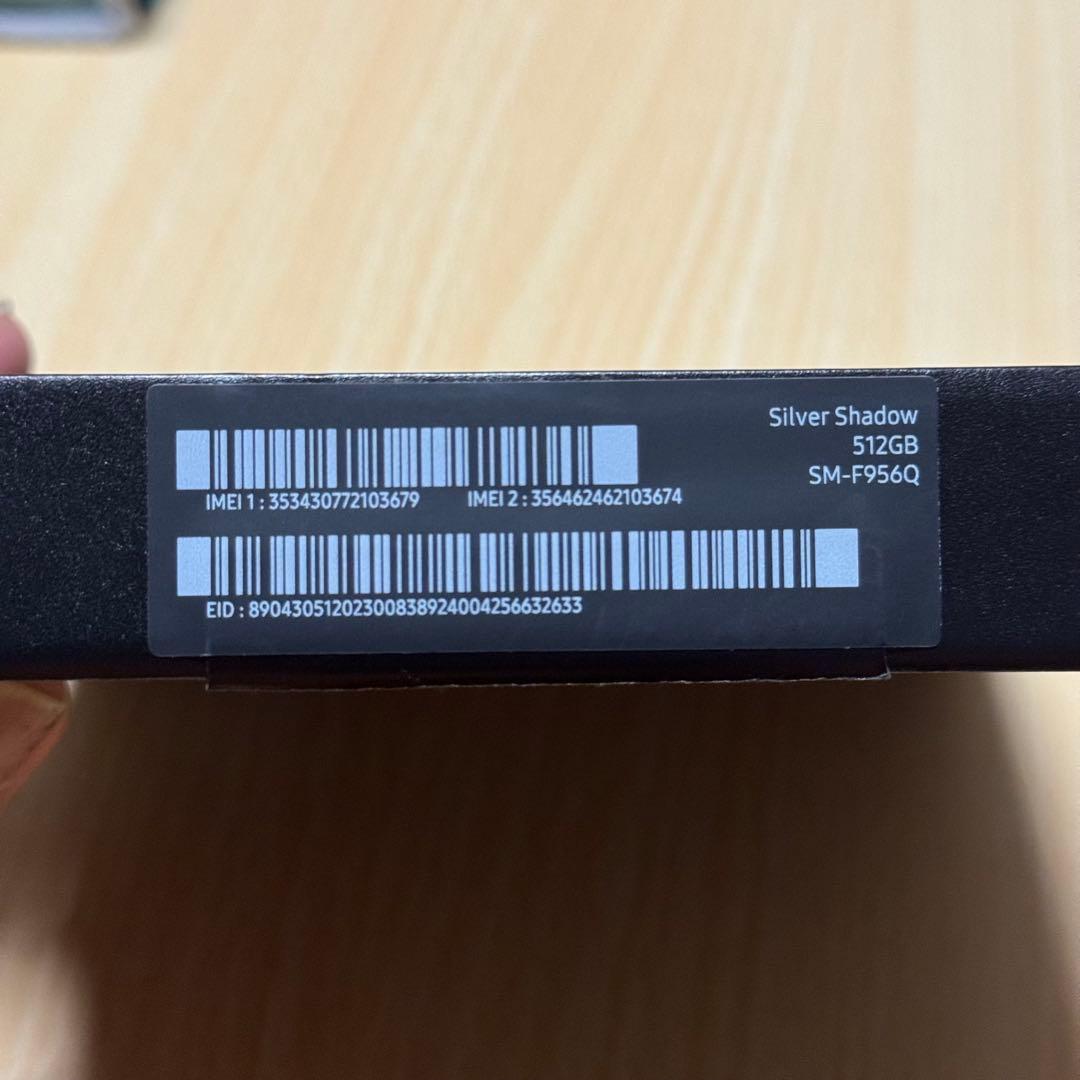 Silver Shadow
512GB
SM-F956Q
IMEI 1 : 353430772103679 IMEI 2 : 356462462103674
EID : 89043051202300838924004256632633